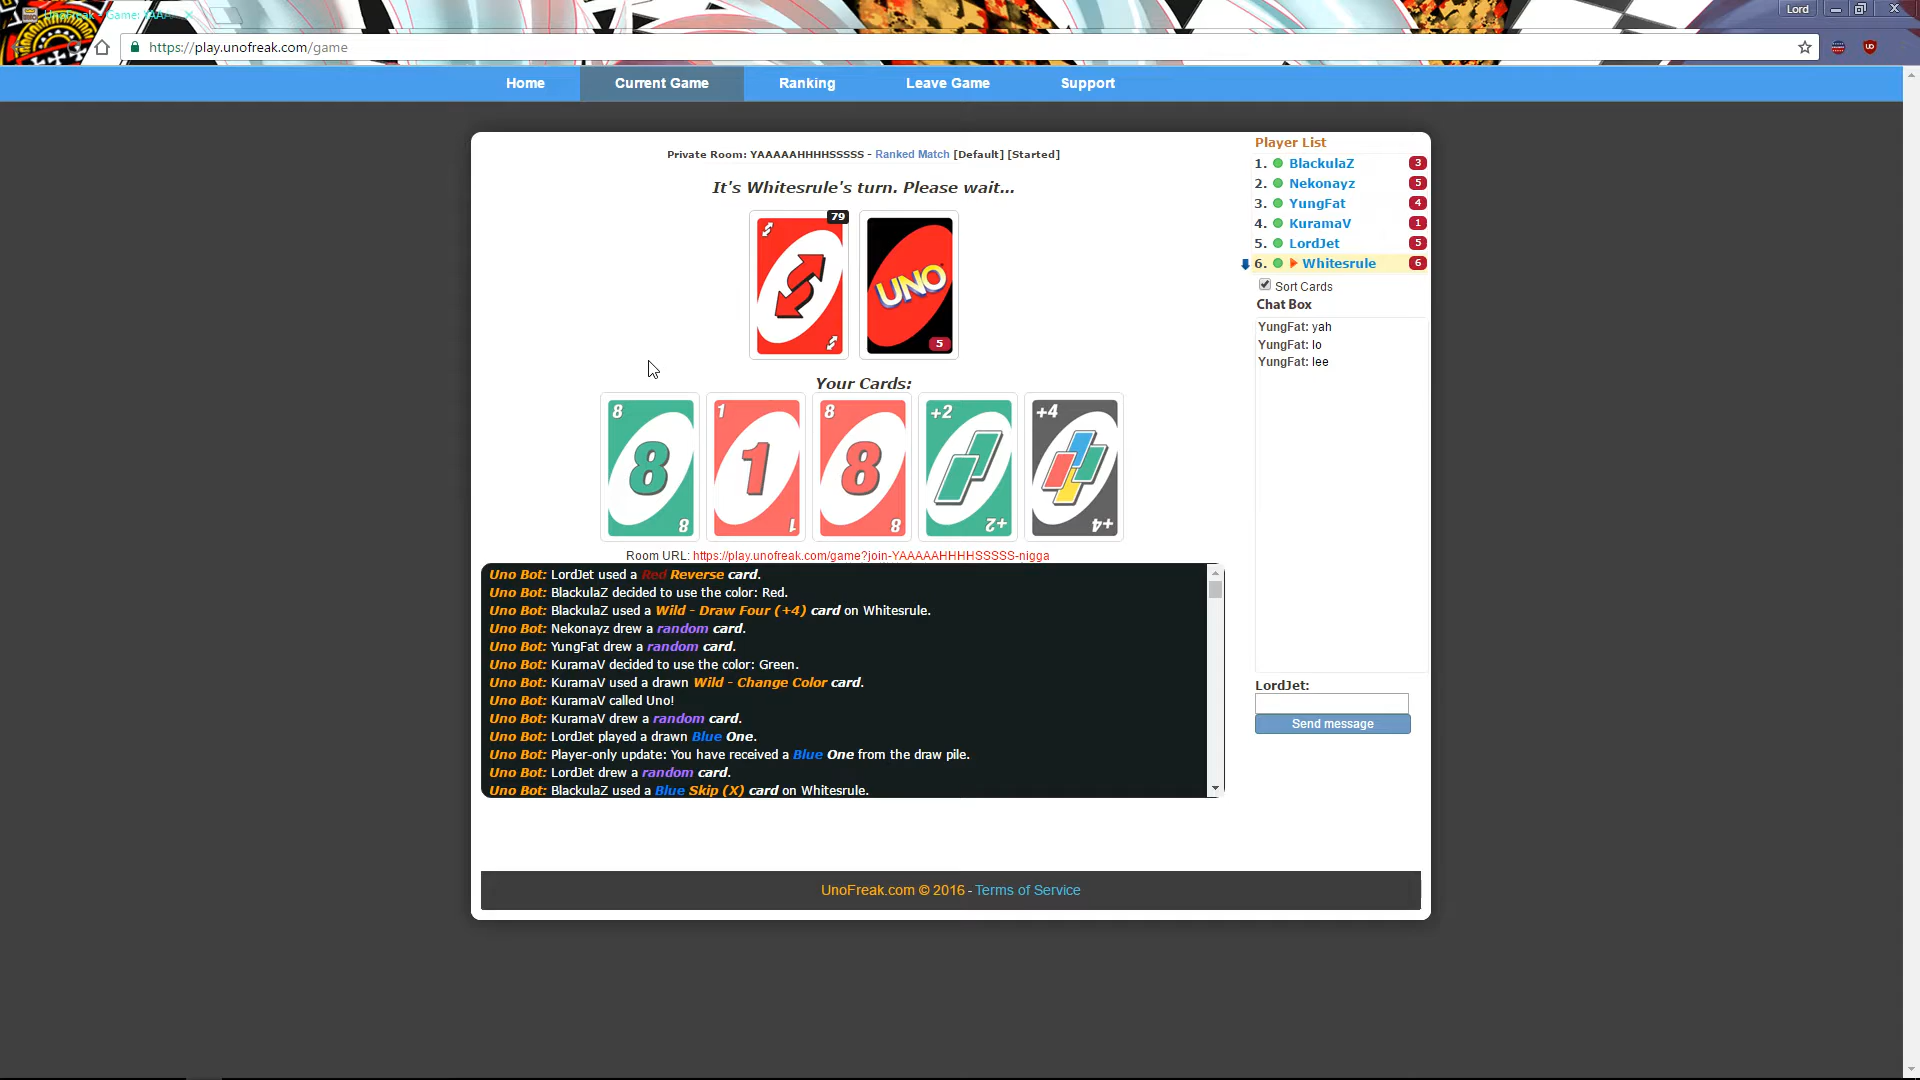 UnoFreak - Game: YAAA
Lord
https://play.unofreak.com/game
Home
Current Game
Ranking
Leave Game
Support
Private Room: YAAAAAHHHHSSSSS - Ranked Match [Default] [Started]
It's Whitesrule's turn. Please wait...
79
UNO
5
Your Cards:
8 8 8
1 1 1
8 8 8
+2 +2
+4 +4
Room URL: https://play.unofreak.com/game?join-YAAAAAHHHHSSSSS-nigga
Uno Bot: LordJet used a Red Reverse card.
Uno Bot: BlackulaZ decided to use the color: Red.
Uno Bot: BlackulaZ used a Wild - Draw Four (+4) card on Whitesrule.
Uno Bot: Nekonayz drew a random card.
Uno Bot: YungFat drew a random card.
Uno Bot: KuramaV decided to use the color: Green.
Uno Bot: KuramaV used a drawn Wild - Change Color card.
Uno Bot: KuramaV called Uno!
Uno Bot: KuramaV drew a random card.
Uno Bot: LordJet played a drawn Blue One.
Uno Bot: Player-only update: You have received a Blue One from the draw pile.
Uno Bot: LordJet drew a random card.
Uno Bot: BlackulaZ used a Blue Skip (X) card on Whitesrule.
Player List
1. BlackulaZ 3
2. Nekonayz 5
3. YungFat 4
4. KuramaV 1
5. LordJet 5
6. Whitesrule 6
Sort Cards
Chat Box
YungFat: yah
YungFat: lo
YungFat: lee
LordJet:
Send message
UnoFreak.com © 2016 - Terms of Service